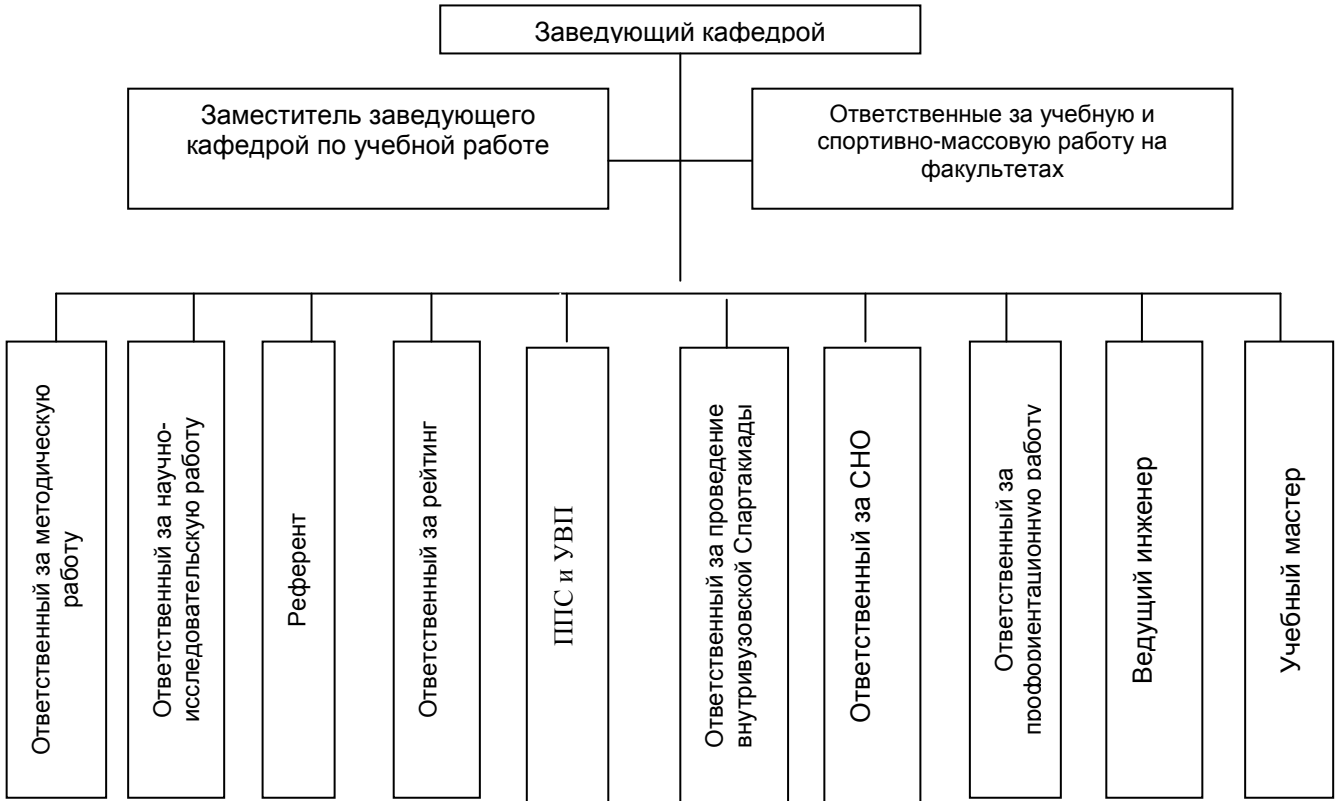 Заведующий кафедрой
Заместитель заведующего
кафедрой по учебной работе
Ответственные за учебную и
спортивно-массовую работу на
факультетах
Ответственный за методическую
работу
Ответственный за научно-
исследовательскую работу
Референт
Ответственный за рейтинг
ППС и УВП
Ответственный за проведение
внутривузовской Спартакиады
Ответственный за СНО
Ответственный за
профориентационную работу
Ведущий инженер
Учебный мастер